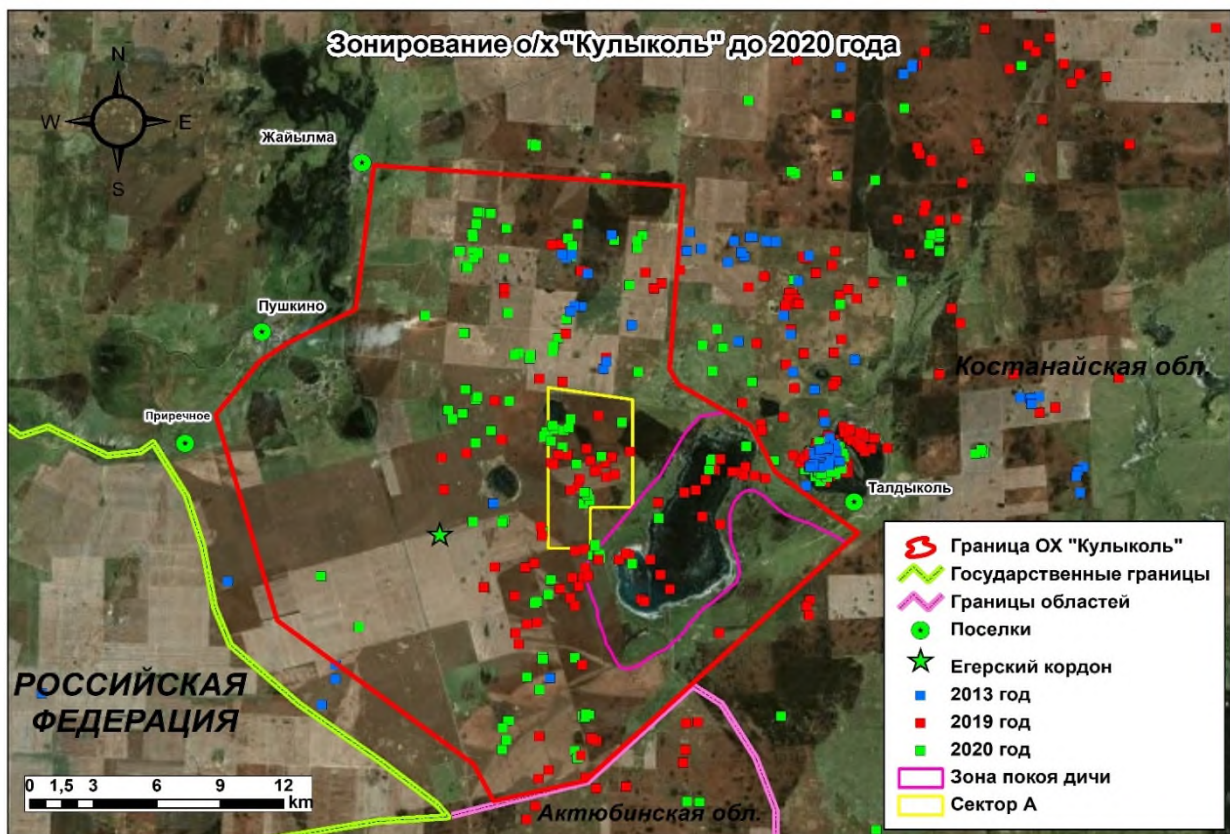 Зонирование о/х "Кулыколь" до 2020 года
N
W
E
S
Жайылма
Пушкино
Приречное
Костанайская обл.
Талдыколь
РОССИЙСКАЯ
ФЕДЕРАЦИЯ
Актюбинская обл.
0 1,5 3 6 9 12
km
Граница ОХ "Кулыколь"
Государственные границы
Границы областей
Поселки
Егерский кордон
2013 год
2019 год
2020 год
Зона покоя дичи
Сектор А